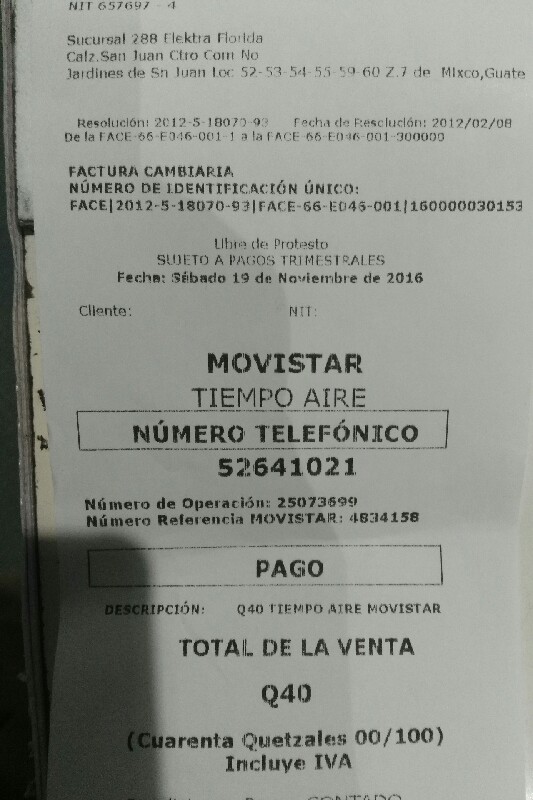 NIT 657697 - 4
Sucursal 288 Elektra Florida
Calz.San Juan Ctro Com No
Jardines de Sn Juan Loc 52-53-54-55-59-60 Z.7 de Mixco,Guate
Resolución: 2012-5-18070-93 Fecha de Resolución: 2012/02/08
De la FACE-66-E046-001-1 a la FACE-66-E046-001-300000
FACTURA CAMBIARIA
NÚMERO DE IDENTIFICACIÓN ÚNICO:
FACE|2012-5-18070-93|FACE-66-E046-001|160000030153
Libre de Protesto
SUJETO A PAGOS TRIMESTRALES
Fecha: Sábado 19 de Noviembre de 2016
Cliente: NIT:
MOVISTAR
TIEMPO AIRE
NÚMERO TELEFÓNICO
52641021
Número de Operación: 25073699
Número Referencia MOVISTAR: 4834158
PAGO
DESCRIPCIÓN: Q40 TIEMPO AIRE MOVISTAR
TOTAL DE LA VENTA
Q40
(Cuarenta Quetzales 00/100)
Incluye IVA
CONTADO